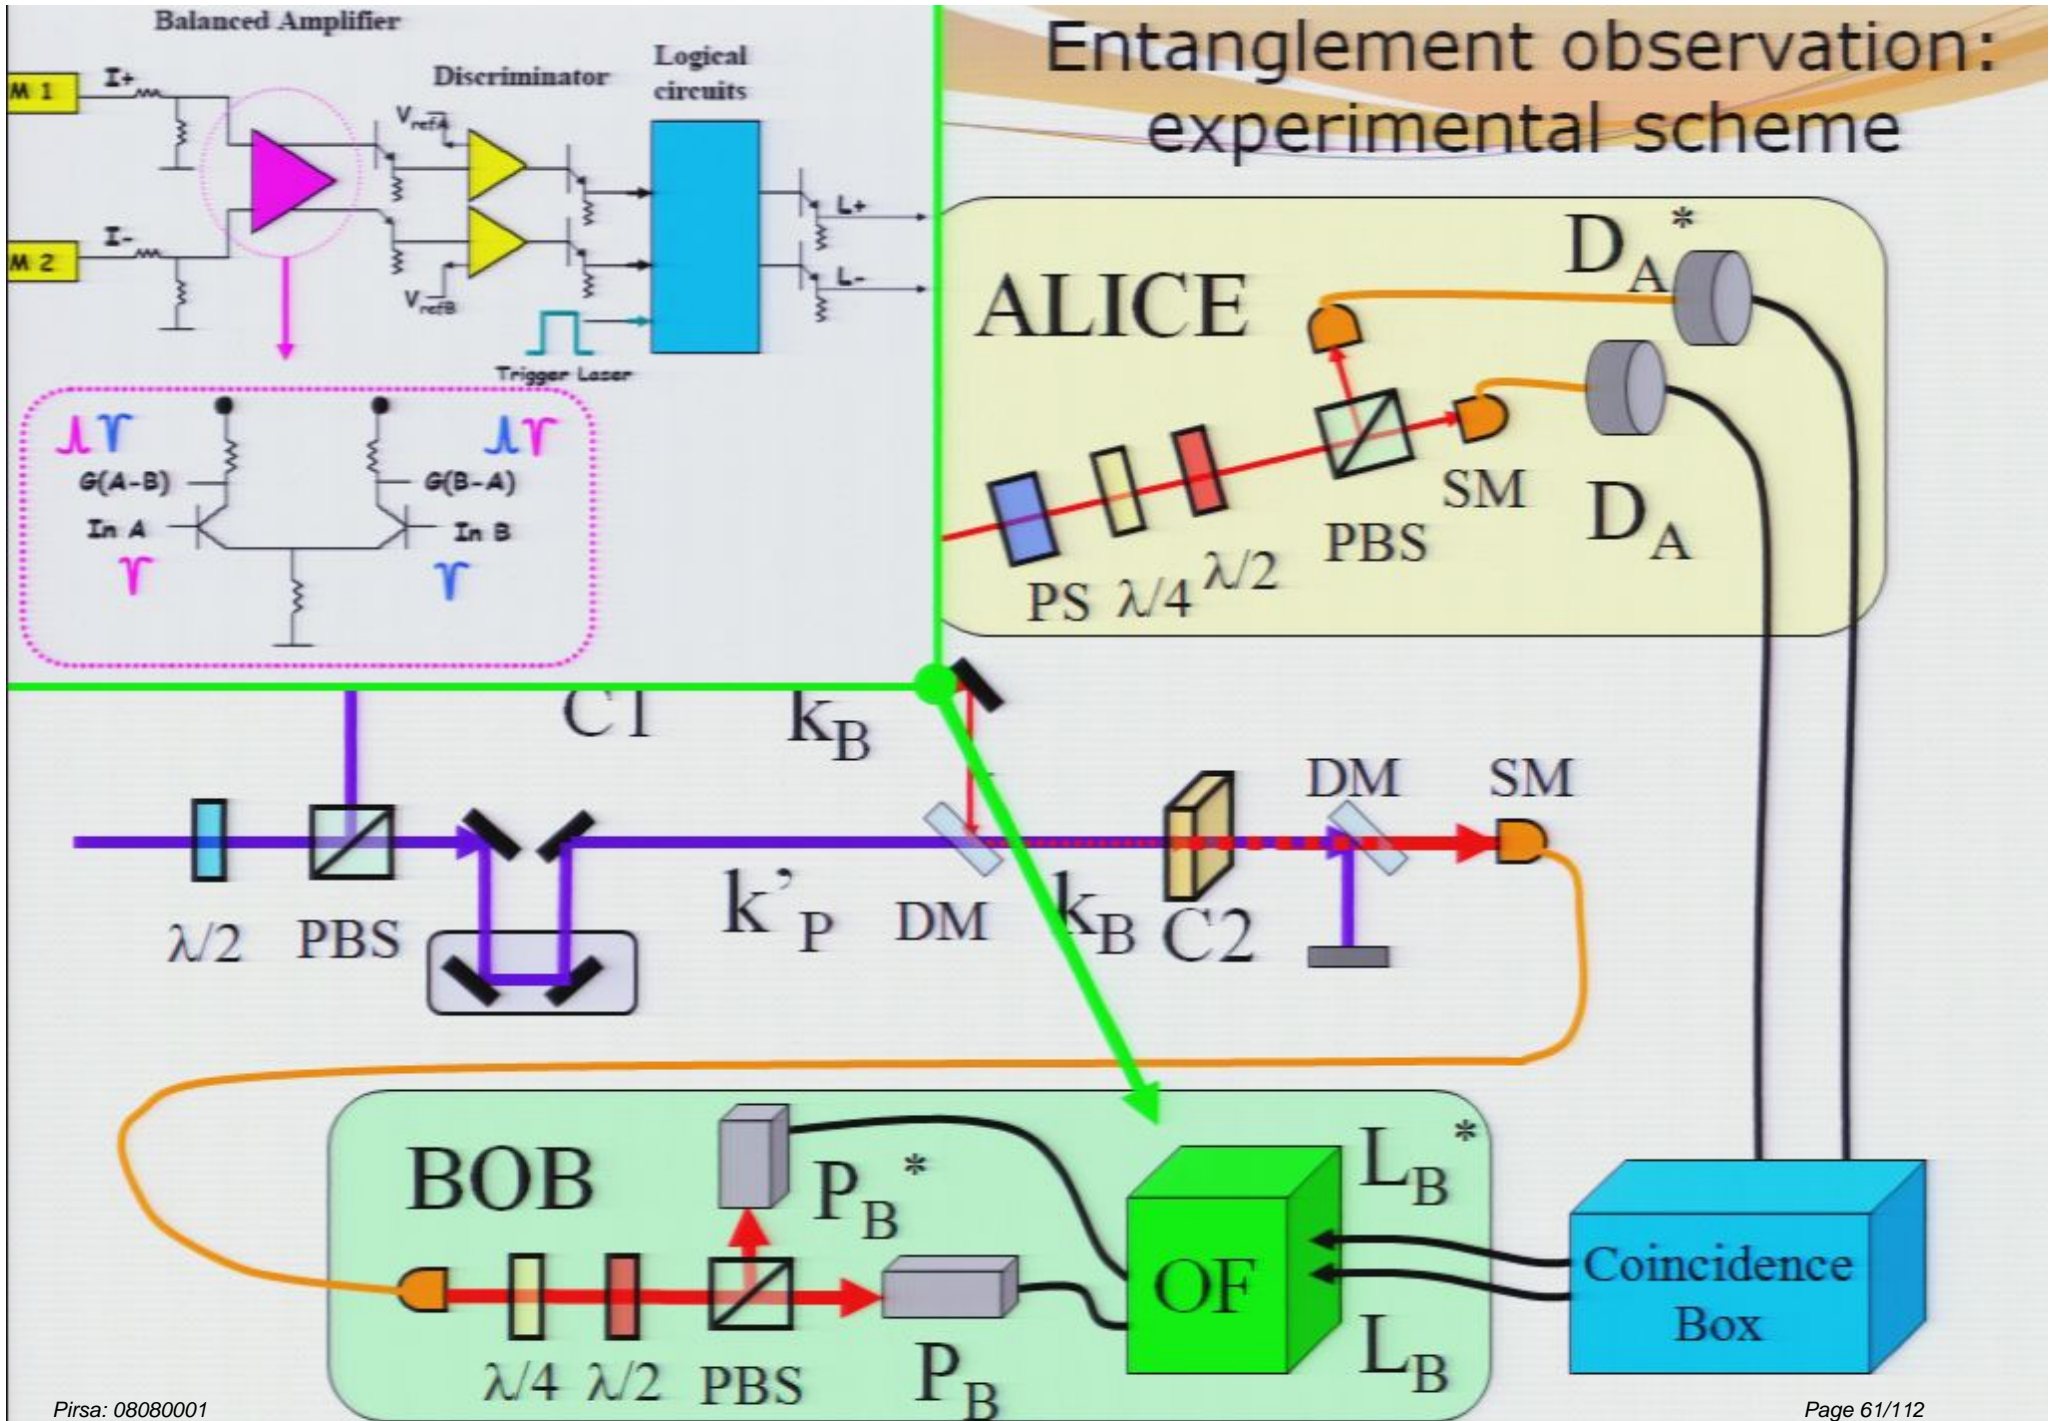 Entanglement observation:
experimental scheme
Balanced Amplifier
Discriminator
Logical
circuits
M 1
I+
M 2
I-
VrefA
VrefB
L+
L-
Trigger Laser
G(A-B)
G(B-A)
In A
In B
ALICE
DA*
DA
SM
PBS
λ/2
λ/4
PS
C1
kB
DM
SM
λ/2
PBS
k'P
DM
kB
C2
BOB
PB*
PB
λ/4
λ/2
PBS
OF
LB*
LB
Coincidence
Box
Pirsa: 08080001
Page 61/112